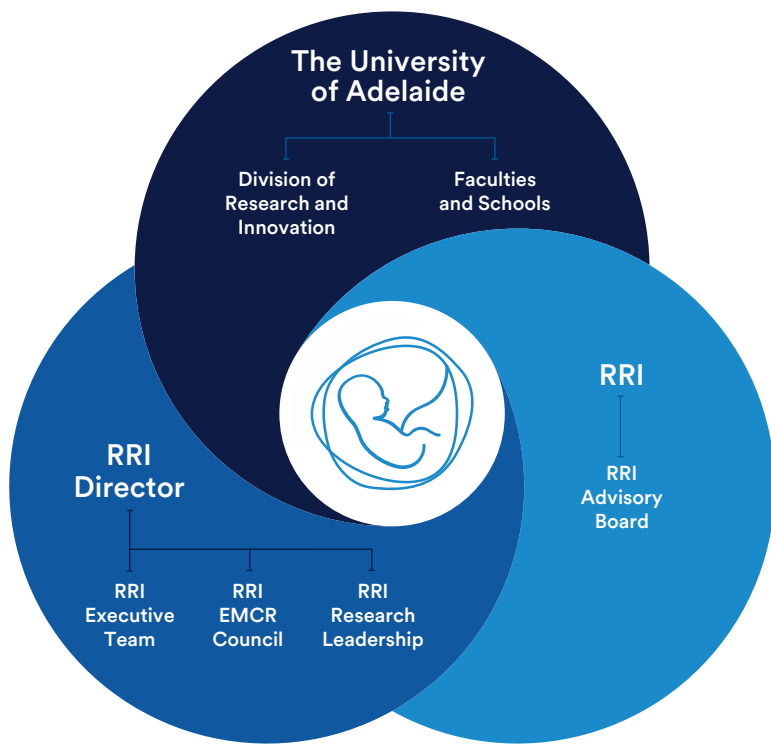 The University
of Adelaide
Division of
Research and
Innovation
Faculties
and Schools
RRI
RRI
Advisory
Board
RRI
Director
RRI
Executive
Team
RRI
EMCR
Council
RRI
Research
Leadership